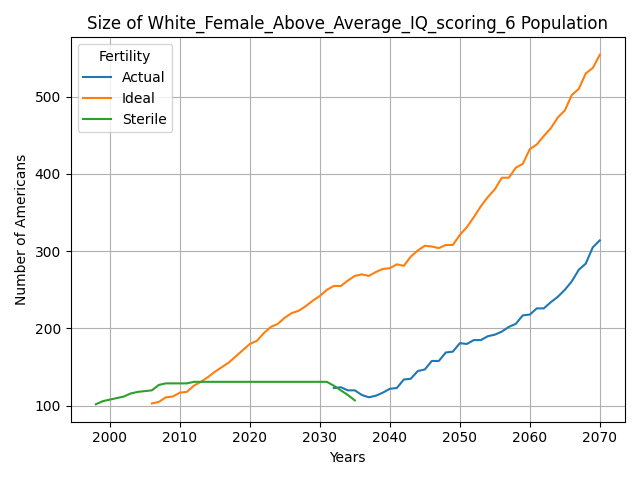 Size of White_Female_Above_Average_IQ_scoring_6 Population
Fertility
Actual
Ideal
Sterile
Number of Americans
500
400
300
200
100
2000 2010 2020 2030 2040 2050 2060 2070
Years